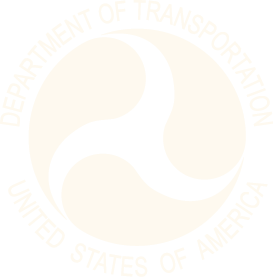 DEPARTMENT OF TRANSPORTATION
UNITED STATES OF AMERICA